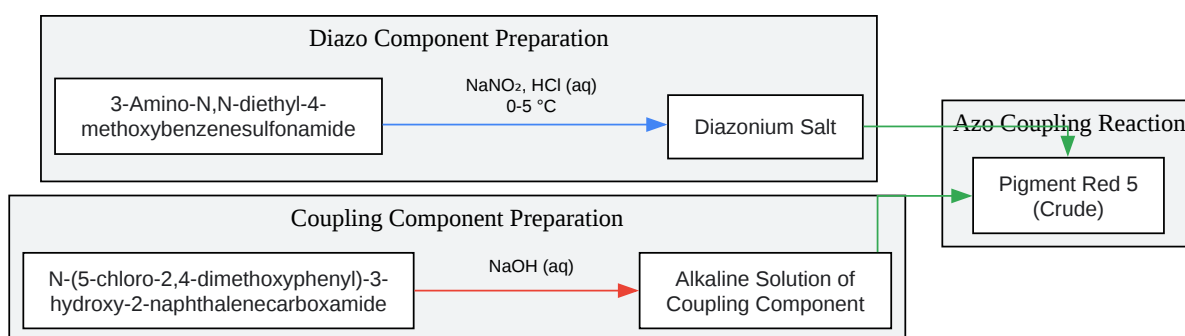 Diazo Component Preparation
3-Amino-N,N-diethyl-4-
methoxybenzenesulfonamide
NaNO₂, HCl (aq)
0-5 °C
Diazonium Salt
Coupling Component Preparation
N-(5-chloro-2,4-dimethoxyphenyl)-3-
hydroxy-2-naphthalenecarboxamide
NaOH (aq)
Alkaline Solution of
Coupling Component
Azo Coupling Reaction
Pigment Red 5
(Crude)